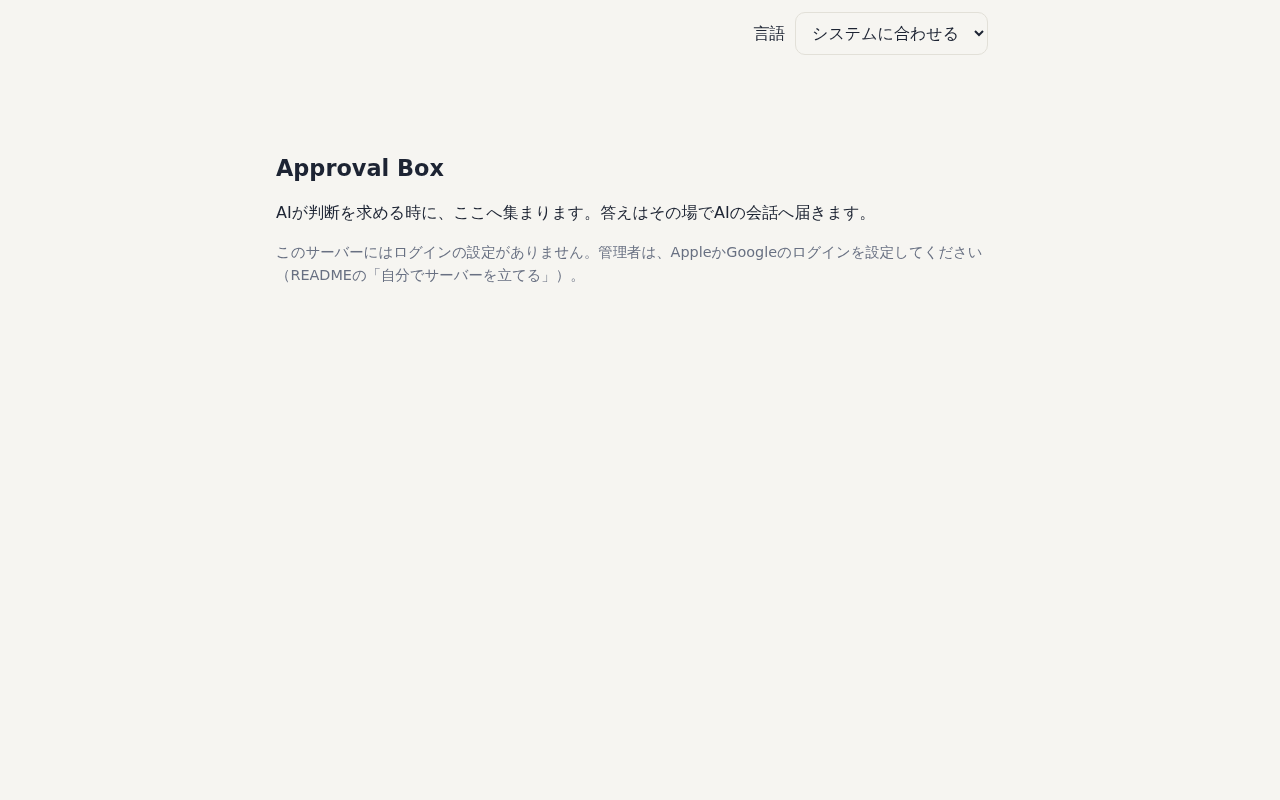 言語 システムに合わせる
Approval Box
AIが判断を求める時に、ここへ集まります。答えはその場でAIの会話へ届きます。
このサーバーにはログインの設定がありません。管理者は、AppleかGoogleのログインを設定してください
（READMEの「自分でサーバーを立てる」）。